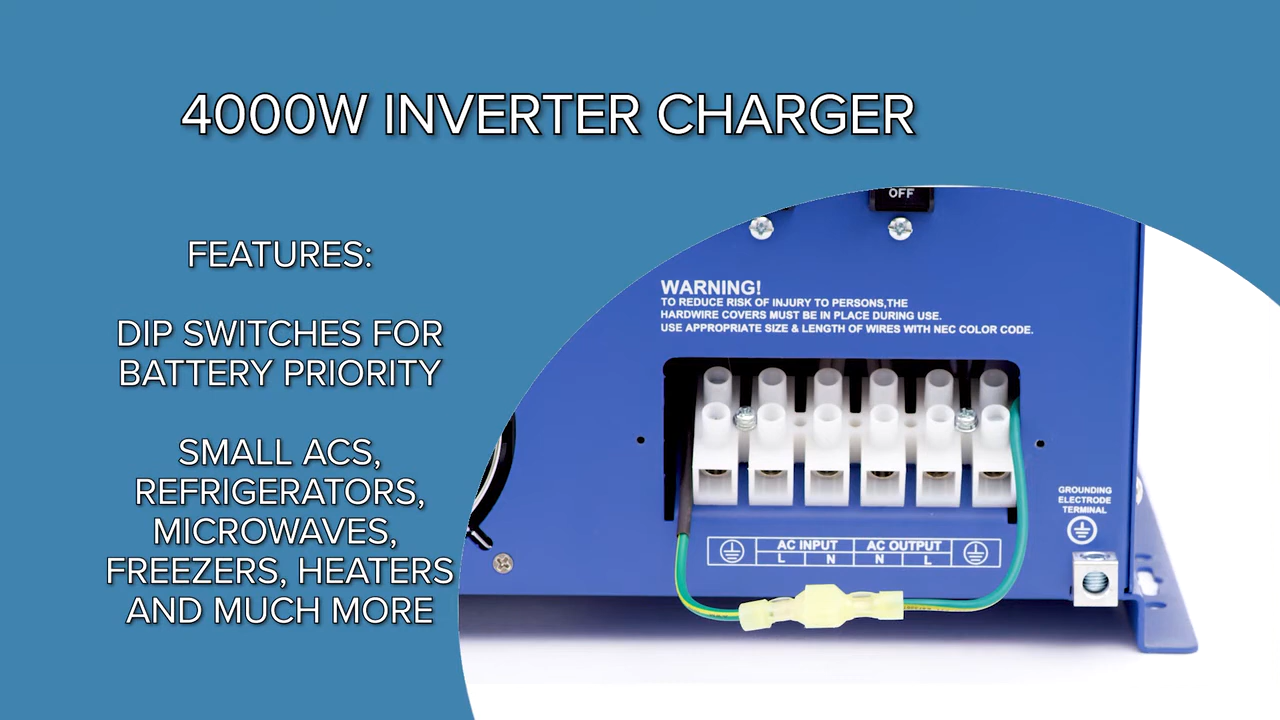 4000W INVERTER CHARGER
FEATURES:
DIP SWITCHES FOR
BATTERY PRIORITY
SMALL ACS,
REFRIGERATORS,
MICROWAVES,
FREEZERS, HEATERS
AND MUCH MORE
OFF
WARNING!
TO REDUCE RISK OF INJURY TO PERSONS,THE
HARDWIRE COVERS MUST BE IN PLACE DURING USE.
USE APPROPRIATE SIZE & LENGTH OF WIRES WITH NEC COLOR CODE.
GROUNDING
ELECTRODE
TERMINAL
AC INPUT AC OUTPUT
L N N L